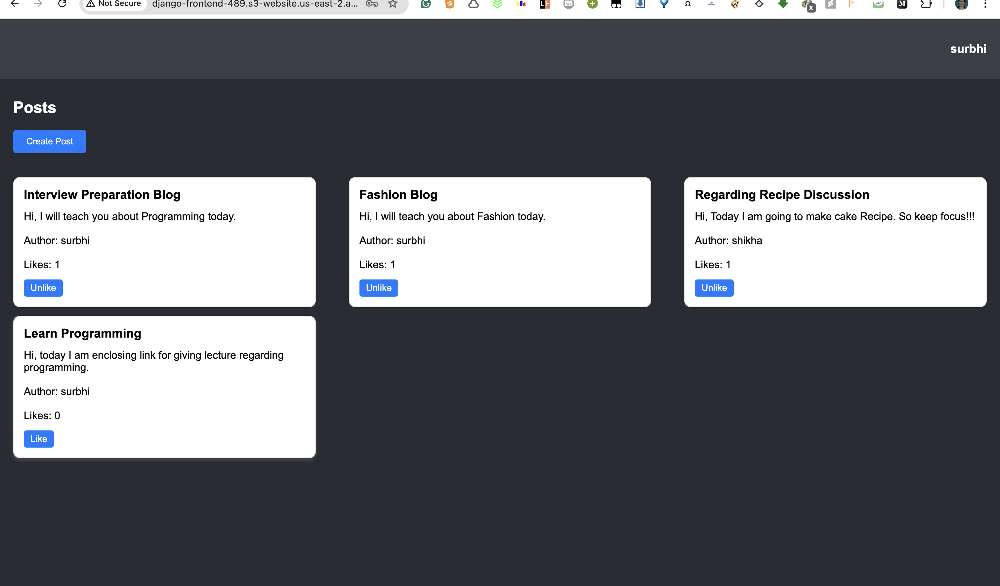 Not Secure
django-frontend-489.s3-website.us-east-2.a...
surbhi
Posts
Create Post
Interview Preparation Blog
Hi, I will teach you about Programming today.
Author: surbhi
Likes: 1
Unlike
Fashion Blog
Hi, I will teach you about Fashion today.
Author: surbhi
Likes: 1
Unlike
Regarding Recipe Discussion
Hi, Today I am going to make cake Recipe. So keep focus!!!
Author: shikha
Likes: 1
Unlike
Learn Programming
Hi, today I am enclosing link for giving lecture regarding
programming.
Author: surbhi
Likes: 0
Like